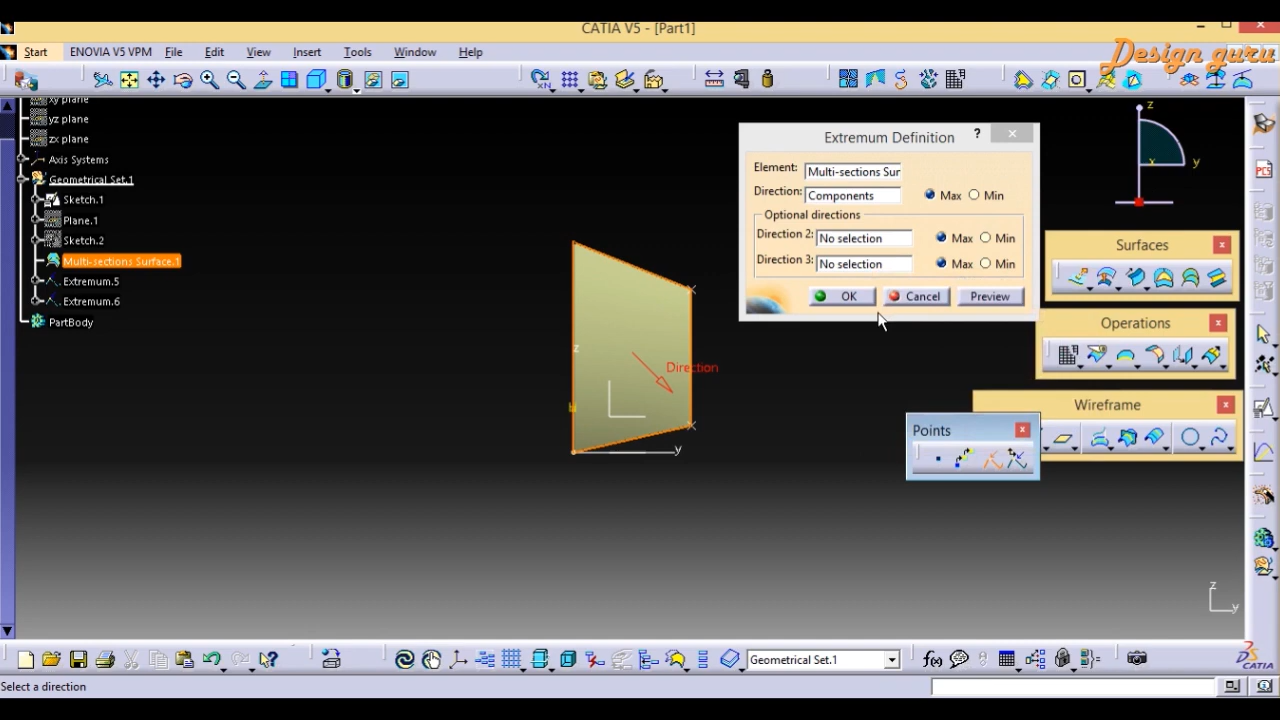 CATIA V5 - [Part1]
Start ENOVIA V5 VPM File Edit View Insert Tools Window Help
Design guru
xy plane
yz plane
zx plane
Axis Systems
Geometrical Set.1
Sketch.1
Plane.1
Sketch.2
Multi-sections Surface.1
Extremum.5
Extremum.6
PartBody
z
Direction
y
Extremum Definition ?
Element: Multi-sections Sur
Direction: Components Max Min
Optional directions
Direction 2: No selection Max Min
Direction 3: No selection Max Min
OK Cancel Preview
z
x y
Surfaces
Operations
Wireframe
Points
PCS
z
y
Geometrical Set.1
f(x)
CATIA
Select a direction